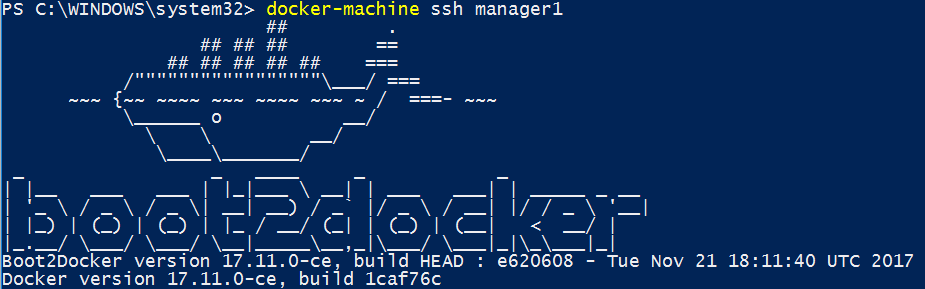 PS C:\WINDOWS\system32> docker-machine ssh manager1
boot2docker
Boot2Docker version 17.11.0-ce, build HEAD : e620608 - Tue Nov 21 18:11:40 UTC 2017
Docker version 17.11.0-ce, build 1caf76c